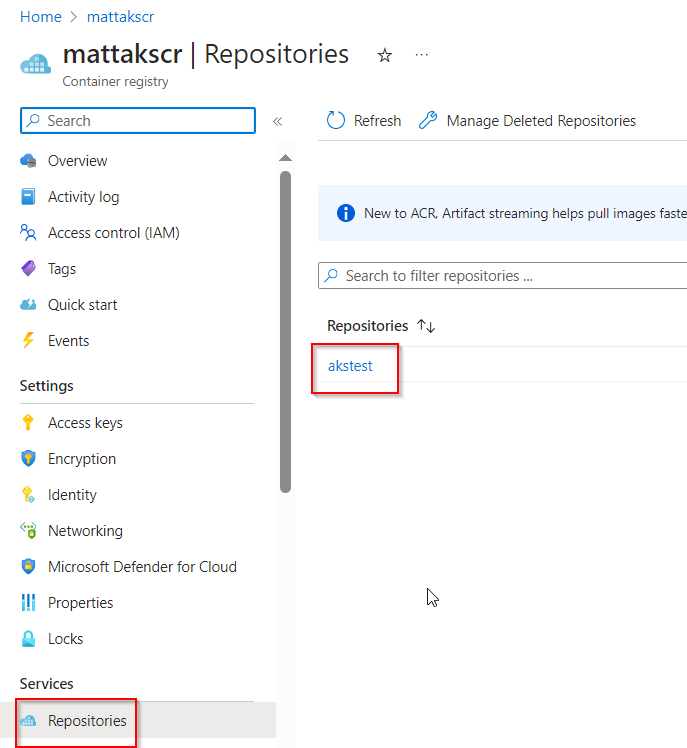 Home > mattakscr
mattakscr | Repositories
Container registry
Search
Overview
Activity log
Access control (IAM)
Tags
Quick start
Events
Settings
Access keys
Encryption
Identity
Networking
Microsoft Defender for Cloud
Properties
Locks
Services
Repositories
Refresh
Manage Deleted Repositories
New to ACR, Artifact streaming helps pull images faste
Search to filter repositories ...
Repositories
akstest